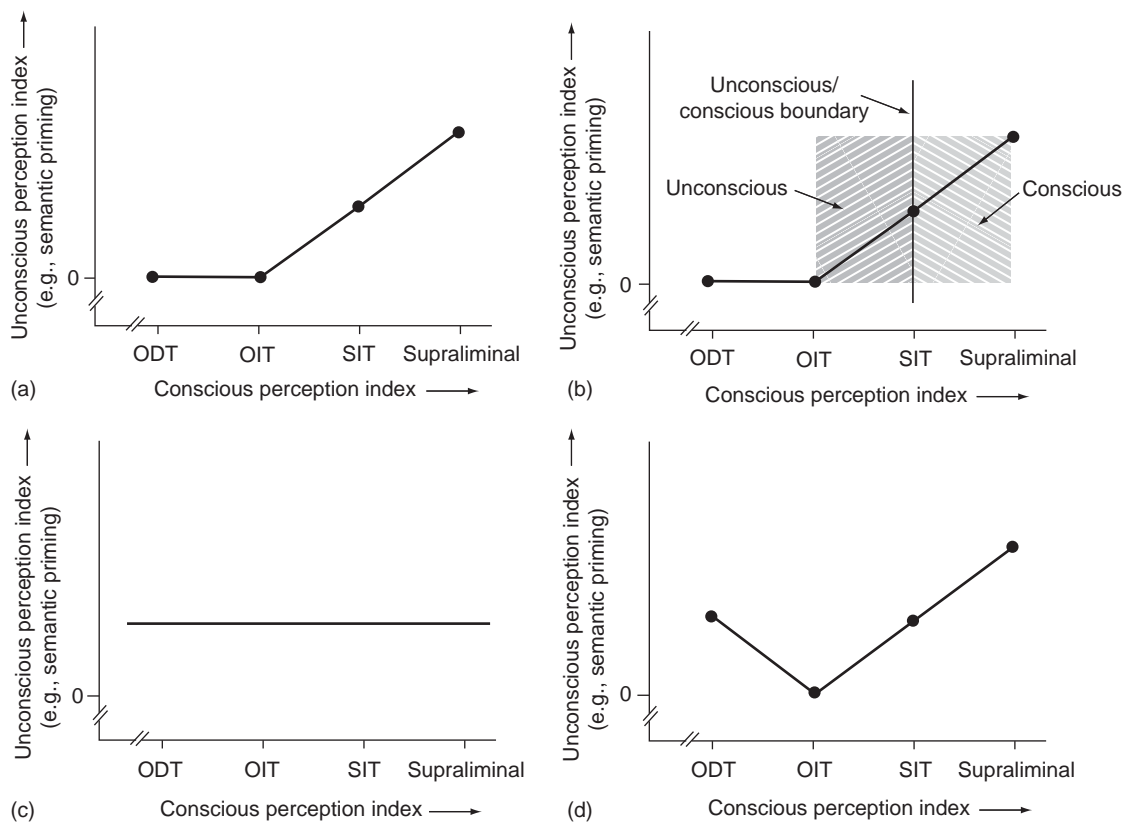 Unconscious perception index
(e.g., semantic priming)
0
ODT OIT SIT Supraliminal
(a) Conscious perception index
Unconscious perception index
(e.g., semantic priming)
Unconscious/
conscious boundary
Unconscious
Conscious
0
ODT OIT SIT Supraliminal
(b) Conscious perception index
Unconscious perception index
(e.g., semantic priming)
0
ODT OIT SIT Supraliminal
(c) Conscious perception index
Unconscious perception index
(e.g., semantic priming)
0
ODT OIT SIT Supraliminal
(d) Conscious perception index